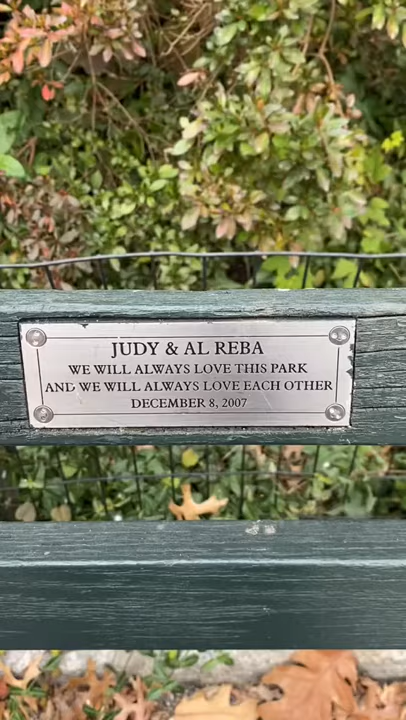 JUDY & AL REBA
WE WILL ALWAYS LOVE THIS PARK
AND WE WILL ALWAYS LOVE EACH OTHER
DECEMBER 8, 2007